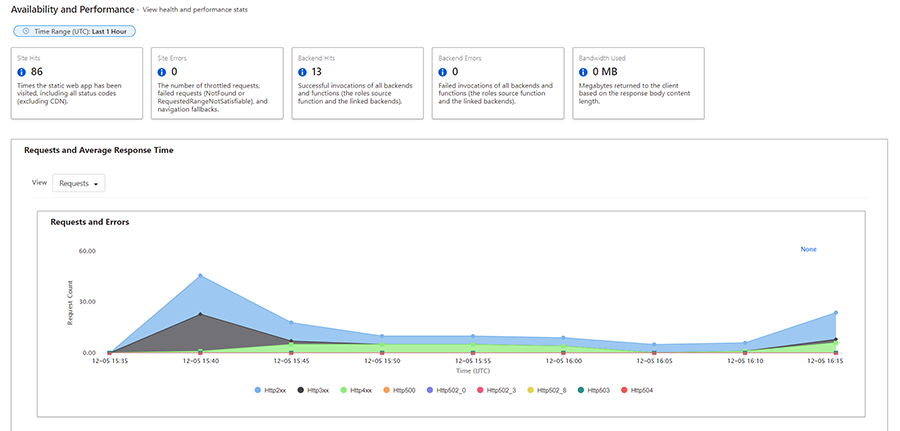 Availability and Performance - View health and performance stats
Time Range (UTC): Last 1 Hour
Site Hits
86
Times the static web app has been
visited, including all status codes
(excluding CDN).
Site Errors
0
The number of throttled requests,
failed requests (NotFound or
RequestedRangeNotSatisfiable), and
navigation fallbacks.
Backend Hits
13
Successful invocations of all backends
and functions (the roles source
function and the linked backends).
Backend Errors
0
Failed invocations of all backends and
functions (the roles source function
and the linked backends).
Bandwidth Used
0 MB
Megabytes returned to the client
based on the response body content
length.
Requests and Average Response Time
View Requests
Requests and Errors
None
60.00
30.00
0.00
Request Count
12-05 15:35 12-05 15:40 12-05 15:45 12-05 15:50 12-05 15:55 12-05 16:00 12-05 16:05 12-05 16:10 12-05 16:15
Time (UTC)
Http2xx Http3xx Http4xx Http500 Http502_0 Http502_3 Http502_8 Http503 Http504